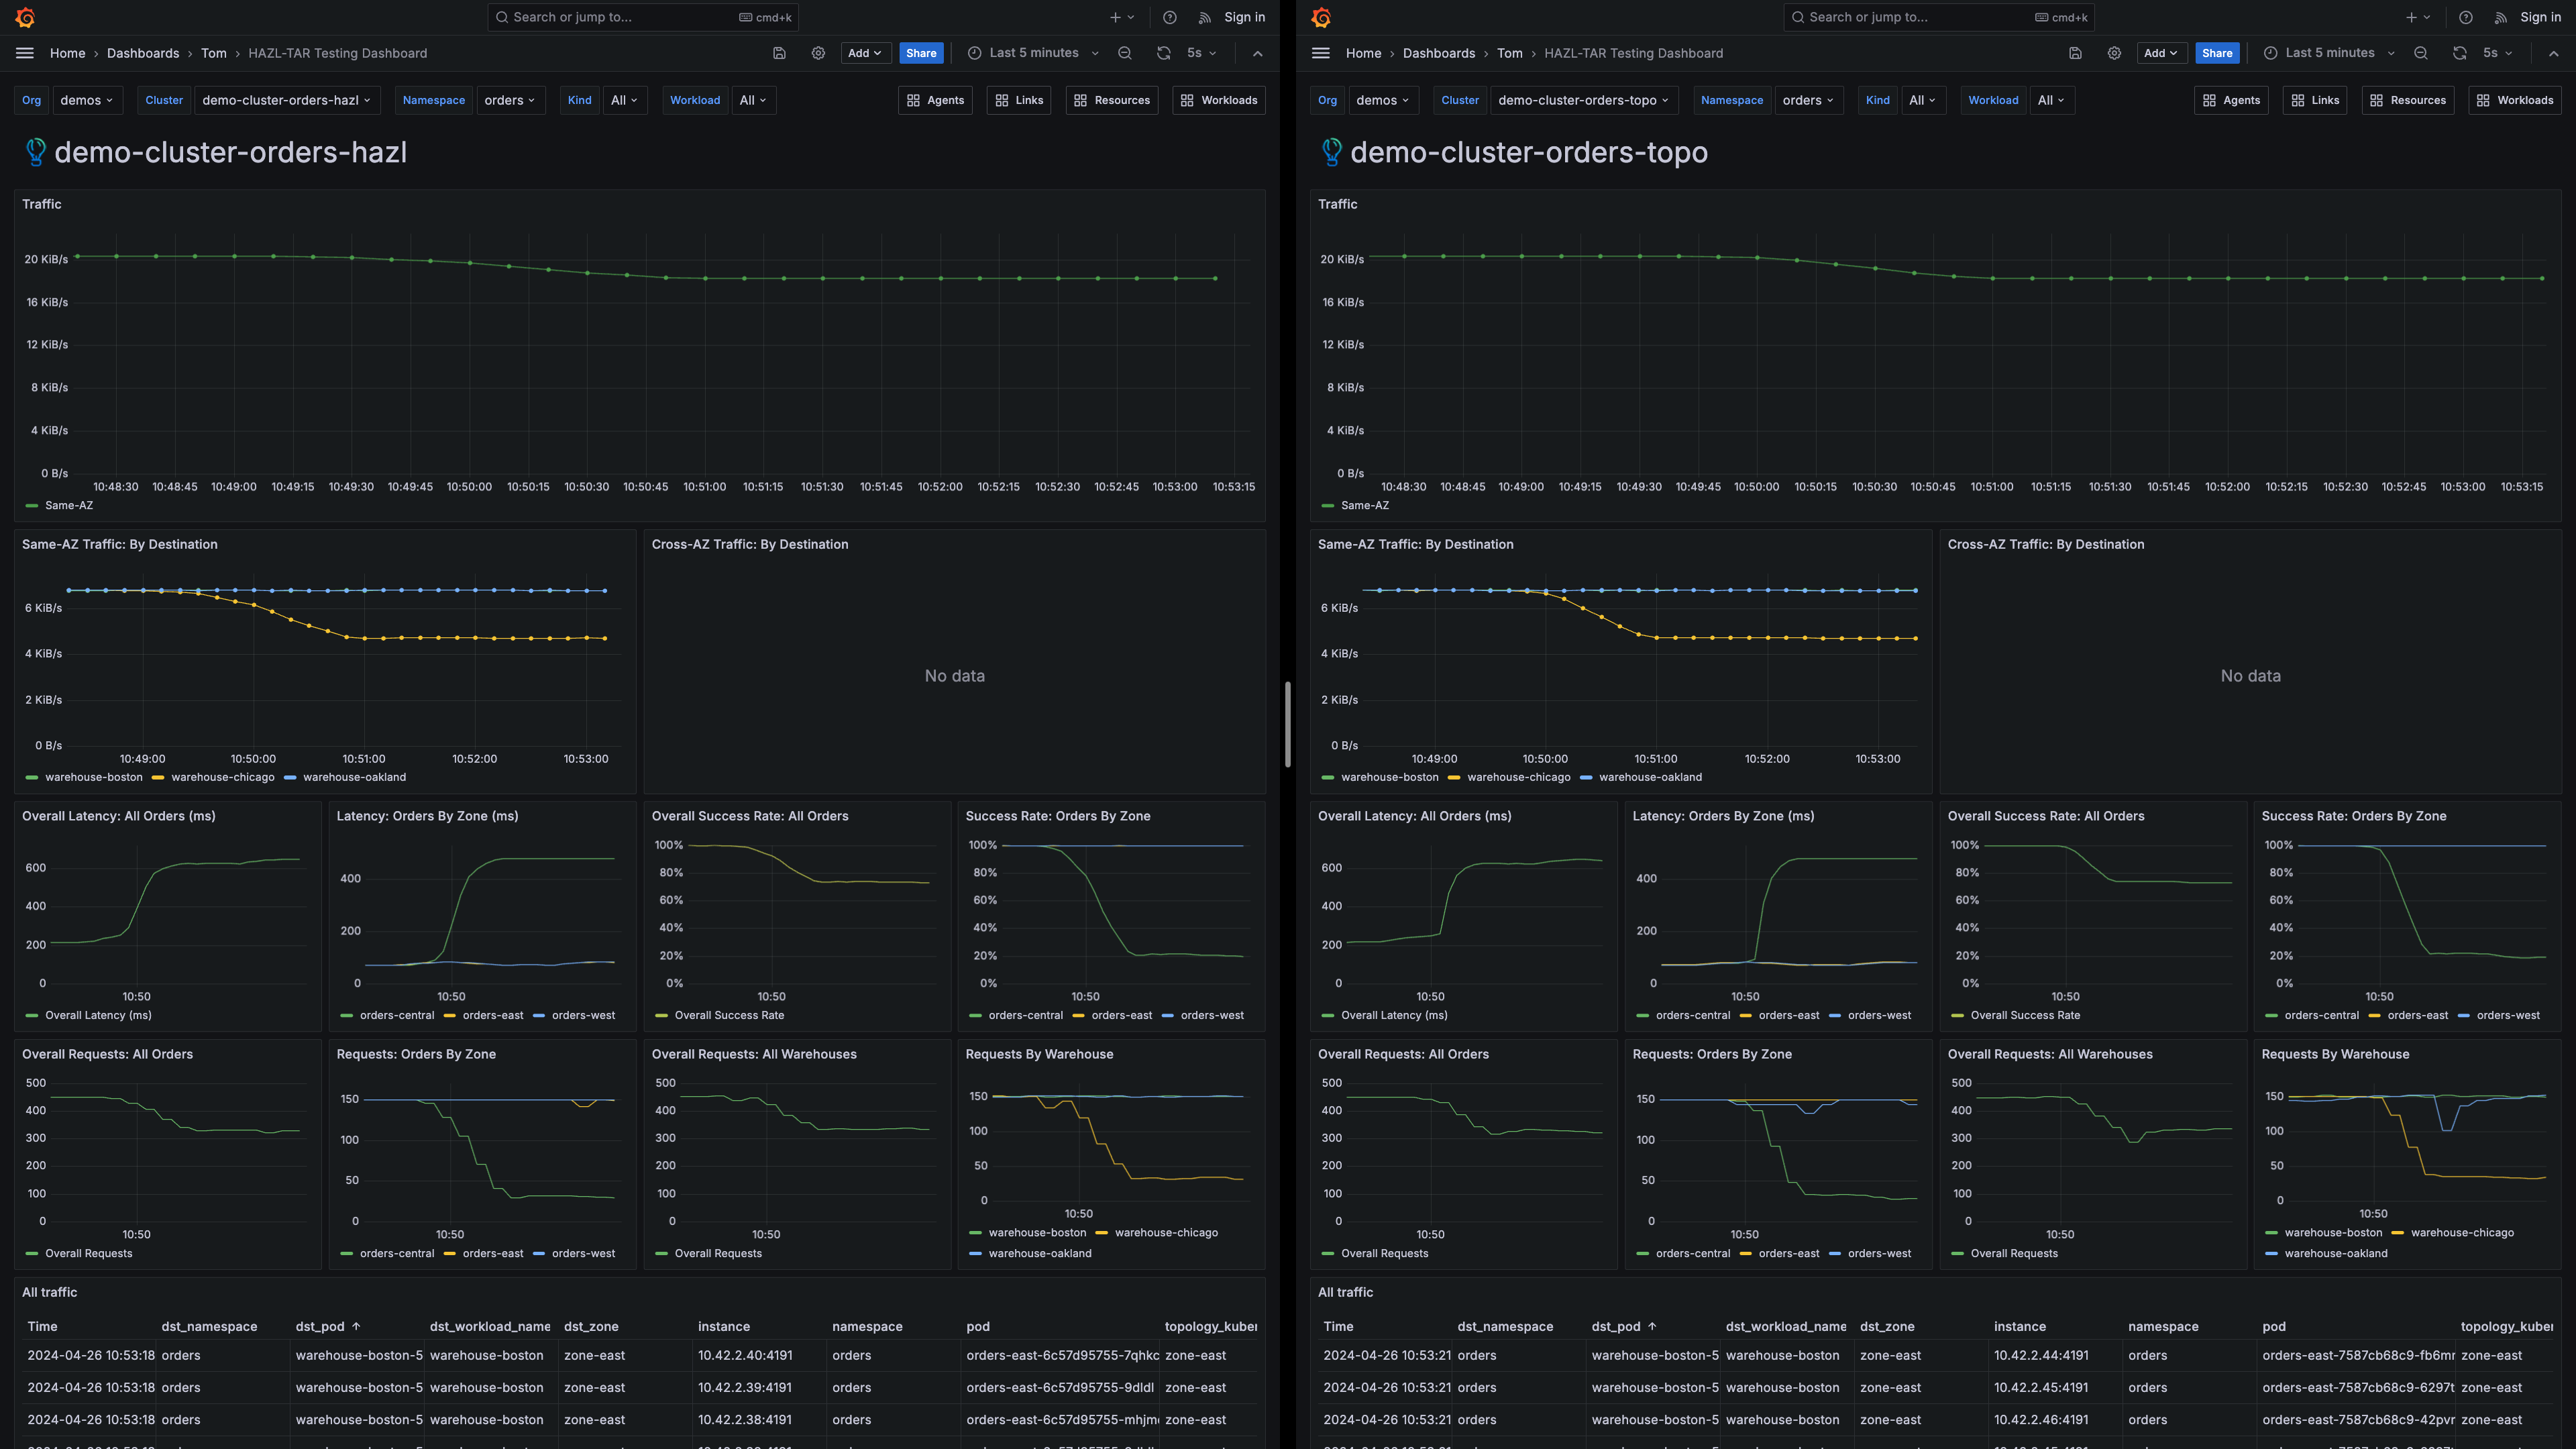 Search or jump to... cmd+k Sign in
Home › Dashboards › Tom › HAZL-TAR Testing Dashboard Add Share Last 5 minutes 5s
Org demos Cluster demo-cluster-orders-hazl Namespace orders Kind All Workload All Agents Links Resources Workloads
demo-cluster-orders-hazl
Traffic
20 KiB/s
16 KiB/s
12 KiB/s
8 KiB/s
4 KiB/s
0 B/s
10:48:30 10:48:45 10:49:00 10:49:15 10:49:30 10:49:45 10:50:00 10:50:15 10:50:30 10:50:45 10:51:00 10:51:15 10:51:30 10:51:45 10:52:00 10:52:15 10:52:30 10:52:45 10:53:00 10:53:15
Same-AZ
Same-AZ Traffic: By Destination
6 KiB/s
4 KiB/s
2 KiB/s
0 B/s
10:49:00 10:50:00 10:51:00 10:52:00 10:53:00
warehouse-boston warehouse-chicago warehouse-oakland
Cross-AZ Traffic: By Destination
No data
Overall Latency: All Orders (ms)
600
400
200
0
10:50
Overall Latency (ms)
Latency: Orders By Zone (ms)
400
200
0
10:50
orders-central orders-east orders-west
Overall Success Rate: All Orders
100%
80%
60%
40%
20%
0%
10:50
Overall Success Rate
Success Rate: Orders By Zone
100%
80%
60%
40%
20%
0%
10:50
orders-central orders-east orders-west
Overall Requests: All Orders
500
400
300
200
100
0
10:50
Overall Requests
Requests: Orders By Zone
150
100
50
0
10:50
orders-central orders-east orders-west
Overall Requests: All Warehouses
500
400
300
200
100
0
10:50
Overall Requests
Requests By Warehouse
150
100
50
0
10:50
warehouse-boston warehouse-chicago
warehouse-oakland
All traffic
Time dst_namespace dst_pod ↑ dst_workload_name dst_zone instance namespace pod topology_kuber
2024-04-26 10:53:18 orders warehouse-boston-5 warehouse-boston zone-east 10.42.2.40:4191 orders orders-east-6c57d95755-7qhkc zone-east
2024-04-26 10:53:18 orders warehouse-boston-5 warehouse-boston zone-east 10.42.2.39:4191 orders orders-east-6c57d95755-9dldl zone-east
2024-04-26 10:53:18 orders warehouse-boston-5 warehouse-boston zone-east 10.42.2.38:4191 orders orders-east-6c57d95755-mhjm zone-east
Search or jump to... cmd+k Sign in
Home › Dashboards › Tom › HAZL-TAR Testing Dashboard Add Share Last 5 minutes 5s
Org demos Cluster demo-cluster-orders-topo Namespace orders Kind All Workload All Agents Links Resources Workloads
demo-cluster-orders-topo
Traffic
20 KiB/s
16 KiB/s
12 KiB/s
8 KiB/s
4 KiB/s
0 B/s
10:48:30 10:48:45 10:49:00 10:49:15 10:49:30 10:49:45 10:50:00 10:50:15 10:50:30 10:50:45 10:51:00 10:51:15 10:51:30 10:51:45 10:52:00 10:52:15 10:52:30 10:52:45 10:53:00 10:53:15
Same-AZ
Same-AZ Traffic: By Destination
6 KiB/s
4 KiB/s
2 KiB/s
0 B/s
10:49:00 10:50:00 10:51:00 10:52:00 10:53:00
warehouse-boston warehouse-chicago warehouse-oakland
Cross-AZ Traffic: By Destination
No data
Overall Latency: All Orders (ms)
600
400
200
0
10:50
Overall Latency (ms)
Latency: Orders By Zone (ms)
400
200
0
10:50
orders-central orders-east orders-west
Overall Success Rate: All Orders
100%
80%
60%
40%
20%
0%
10:50
Overall Success Rate
Success Rate: Orders By Zone
100%
80%
60%
40%
20%
0%
10:50
orders-central orders-east orders-west
Overall Requests: All Orders
500
400
300
200
100
0
10:50
Overall Requests
Requests: Orders By Zone
150
100
50
0
10:50
orders-central orders-east orders-west
Overall Requests: All Warehouses
500
400
300
200
100
0
10:50
Overall Requests
Requests By Warehouse
150
100
50
0
10:50
warehouse-boston warehouse-chicago
warehouse-oakland
All traffic
Time dst_namespace dst_pod ↑ dst_workload_name dst_zone instance namespace pod topology_kuber
2024-04-26 10:53:21 orders warehouse-boston-5 warehouse-boston zone-east 10.42.2.44:4191 orders orders-east-7587cb68c9-fb6mr zone-east
2024-04-26 10:53:21 orders warehouse-boston-5 warehouse-boston zone-east 10.42.2.45:4191 orders orders-east-7587cb68c9-6297t zone-east
2024-04-26 10:53:21 orders warehouse-boston-5 warehouse-boston zone-east 10.42.2.46:4191 orders orders-east-7587cb68c9-42pvr zone-east